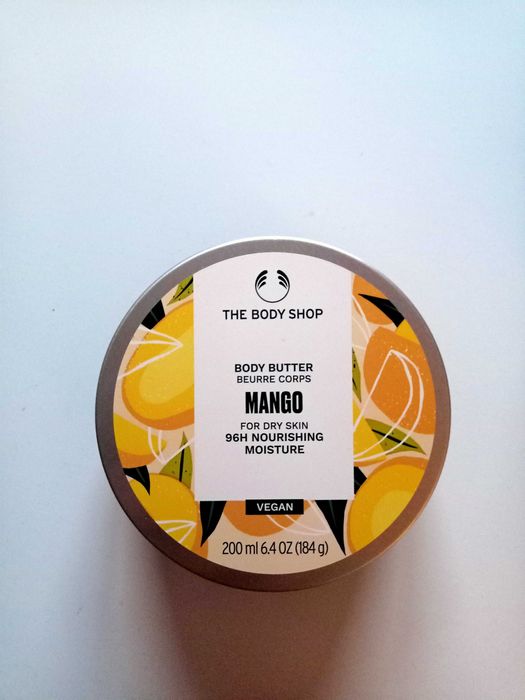 THE BODY SHOP
BODY BUTTER
BEURRE CORPS
MANGO
FOR DRY SKIN
96H NOURISHING
MOISTURE
VEGAN
200 ml 6.4 OZ (184 g)